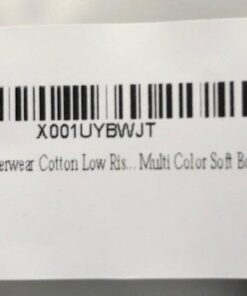 X001UYBWJT
erwear Cotton Low Ris... Multi Color Soft Bo